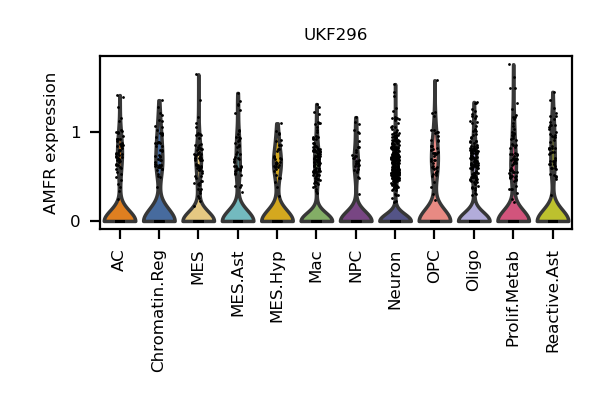 UKF296
AMFR expression
1
0
AC
Chromatin.Reg
MES
MES.Ast
MES.Hyp
Mac
NPC
Neuron
OPC
Oligo
Prolif.Metab
Reactive.Ast